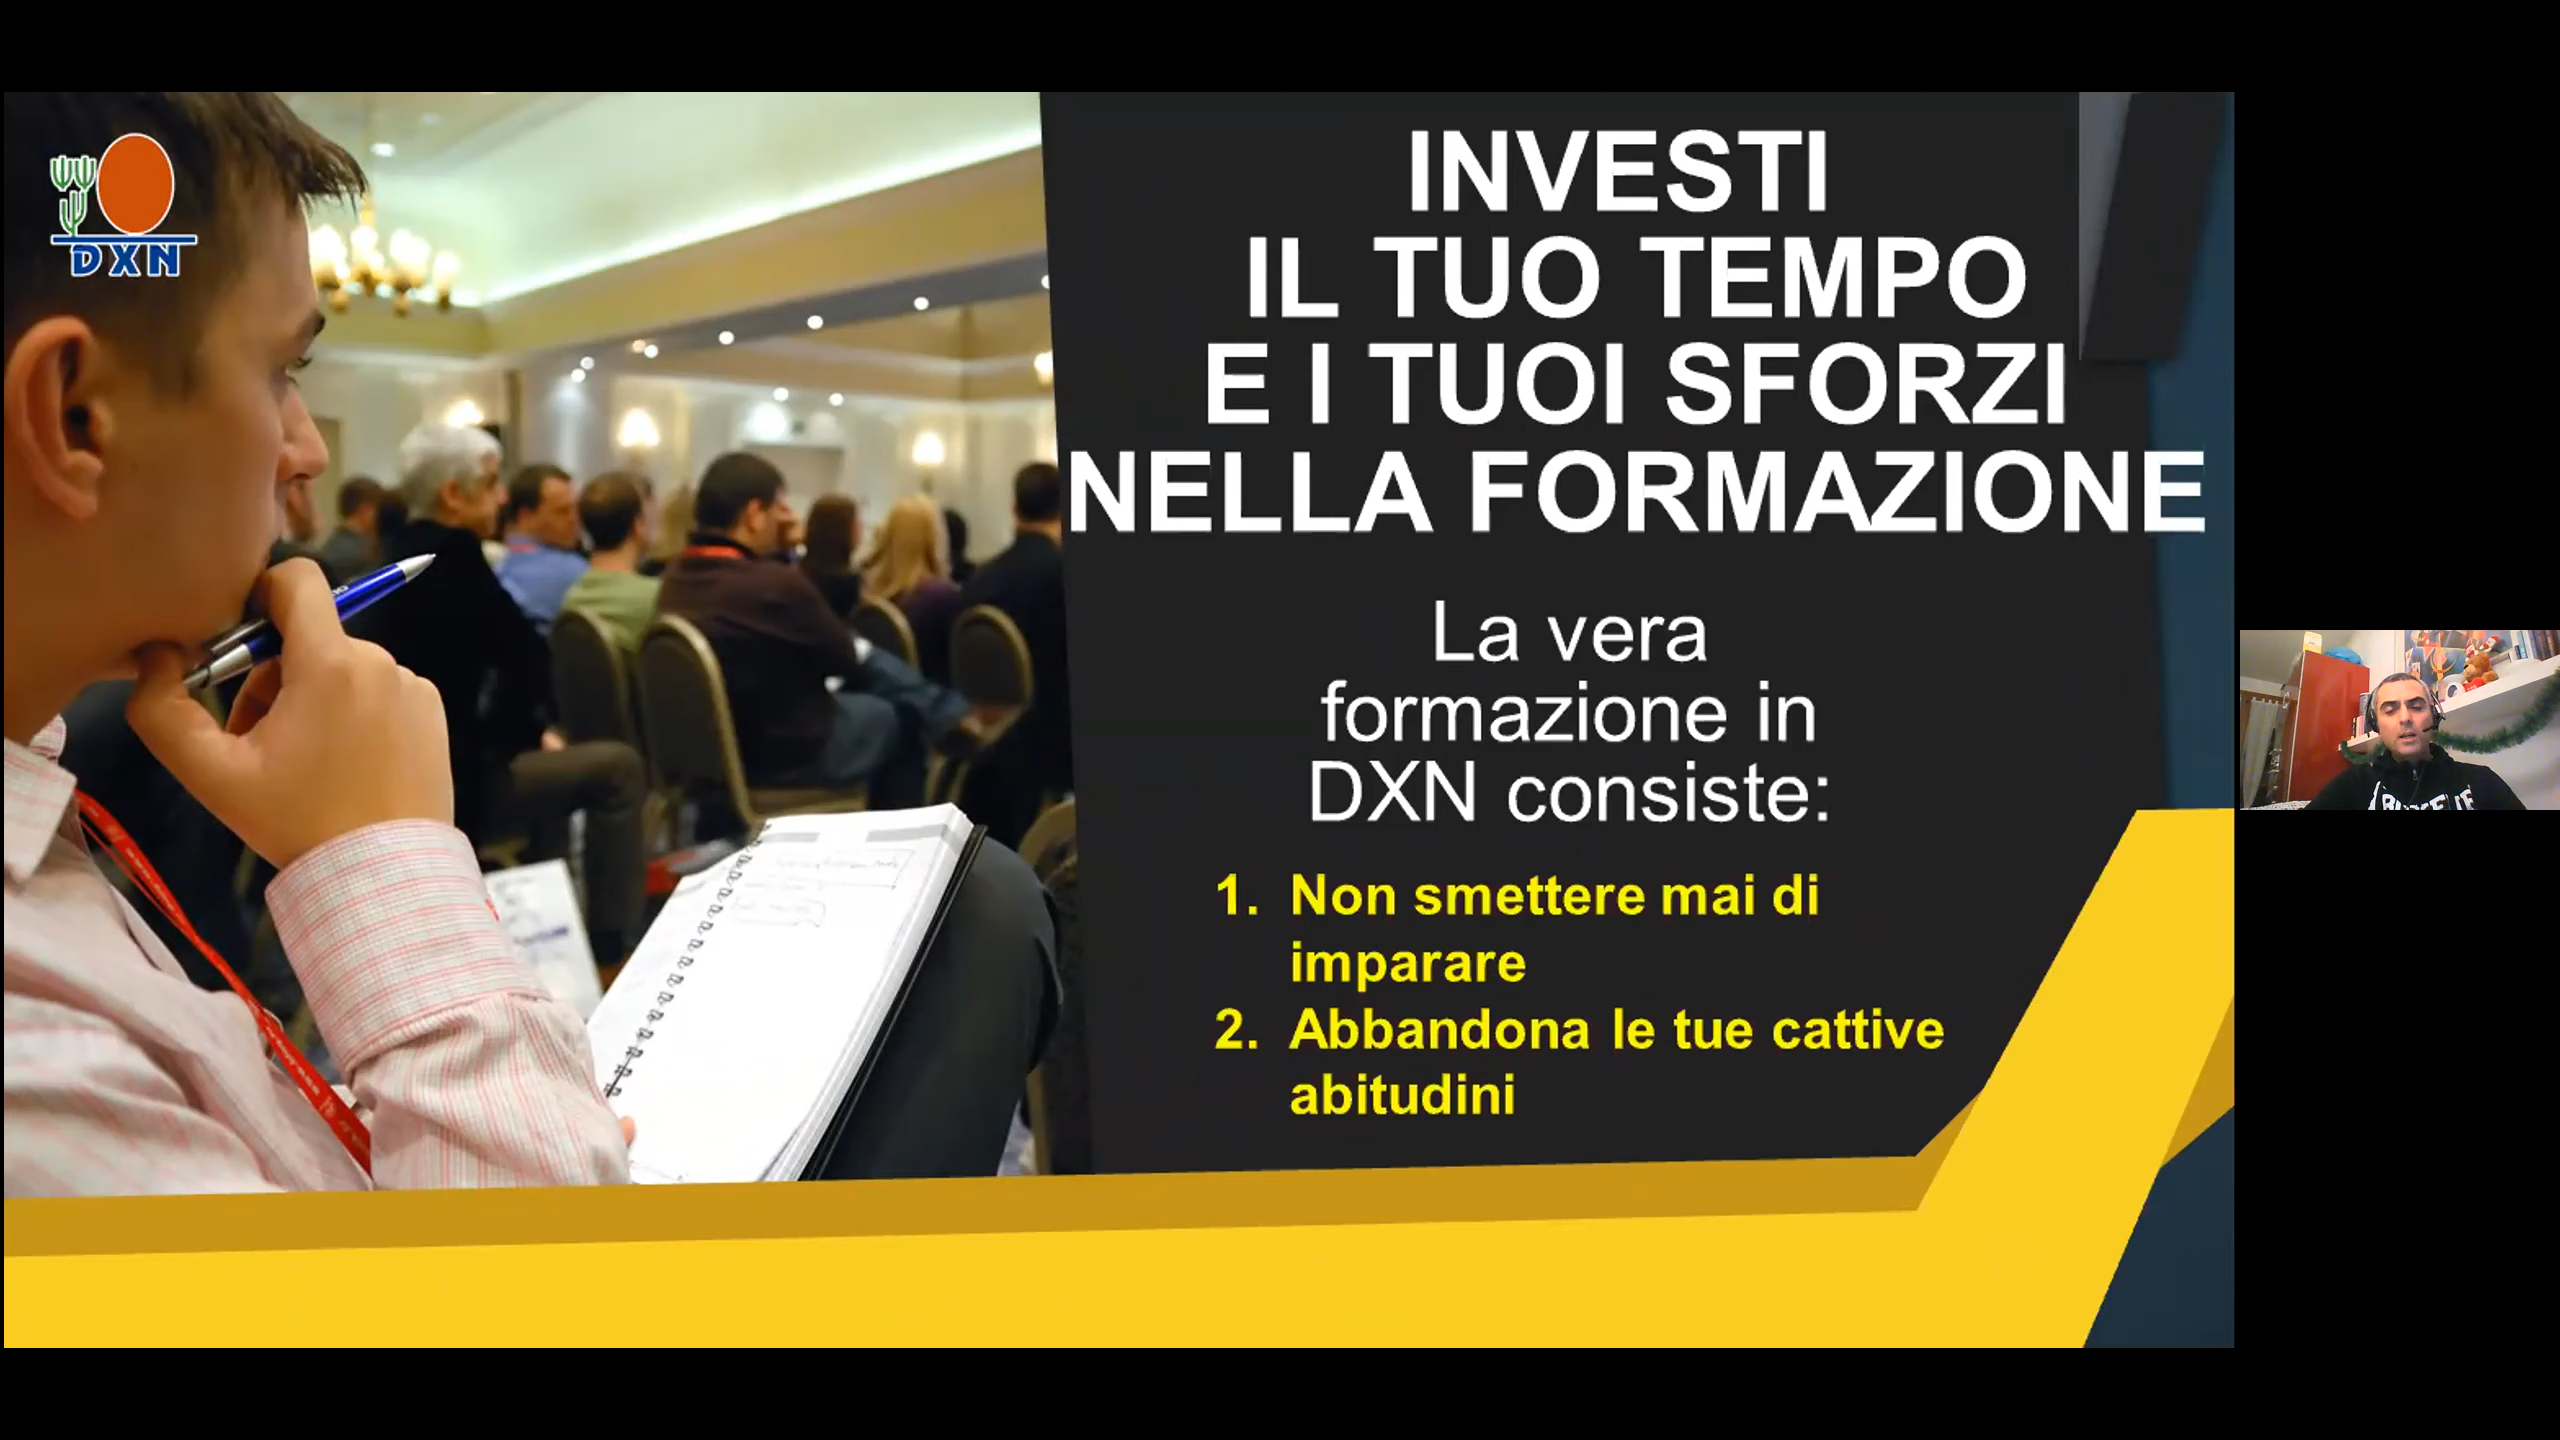 DXN
INVESTI
IL TUO TEMPO
E I TUOI SFORZI
NELLA FORMAZIONE
La vera
formazione in
DXN consiste:
1. Non smettere mai di
imparare
2. Abbandona le tue cattive
abitudini